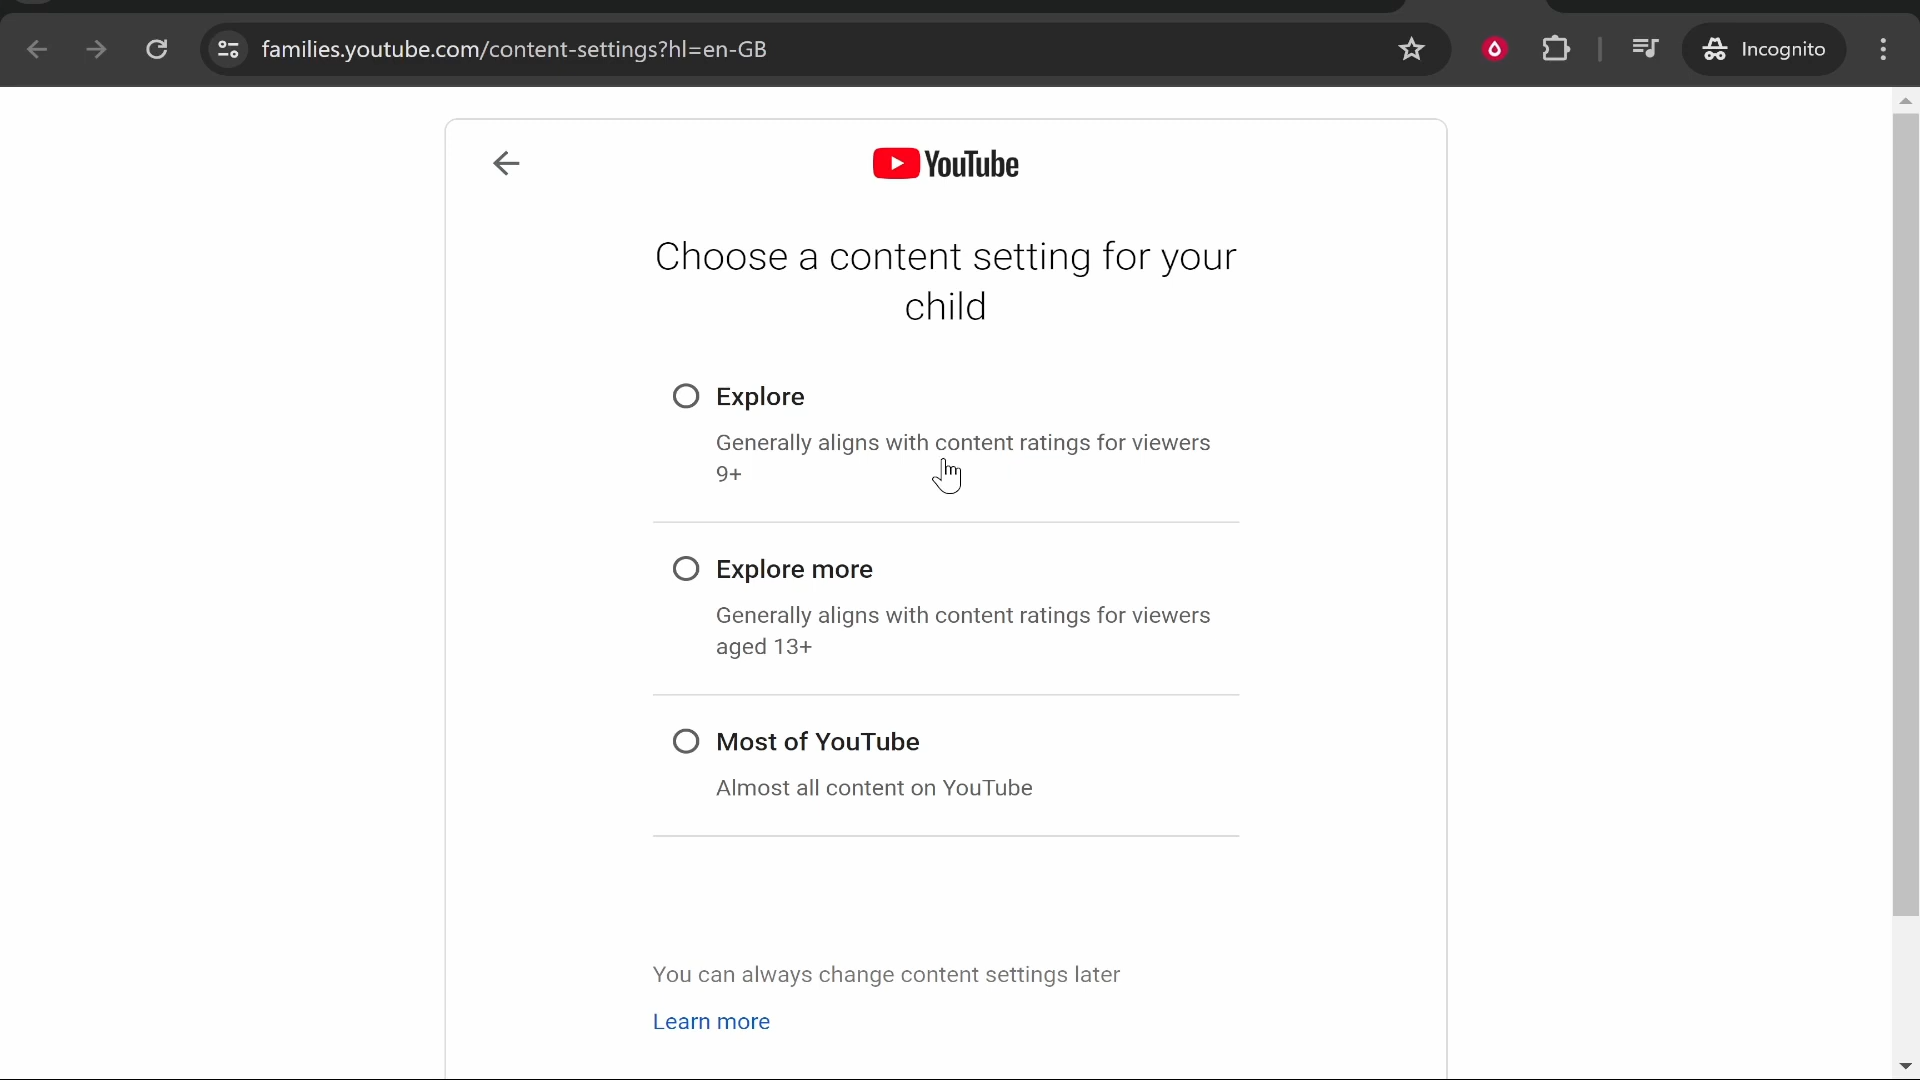 families.youtube.com/content-settings?hl=en-GB
Incognito
YouTube
Choose a content setting for your
child
Explore
Generally aligns with content ratings for viewers
9+
Explore more
Generally aligns with content ratings for viewers
aged 13+
Most of YouTube
Almost all content on YouTube
You can always change content settings later
Learn more